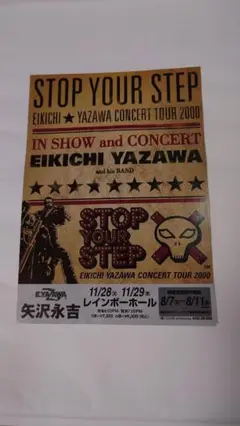 STOP YOUR STEP
EIKICHI ★ YAZAWA CONCERT TOUR 2000
IN SHOW and CONCERT
EIKICHI YAZAWA
and his BAND
★ ★ ★ ★ ★ ★ ★ ★ ★ ★
STOP
YOUR
STEP
EIKICHI YAZAWA CONCERT TOUR 2000
E.YAZAWA
矢沢永吉
11/28 11/29
レインボーホール
8/7 8/11